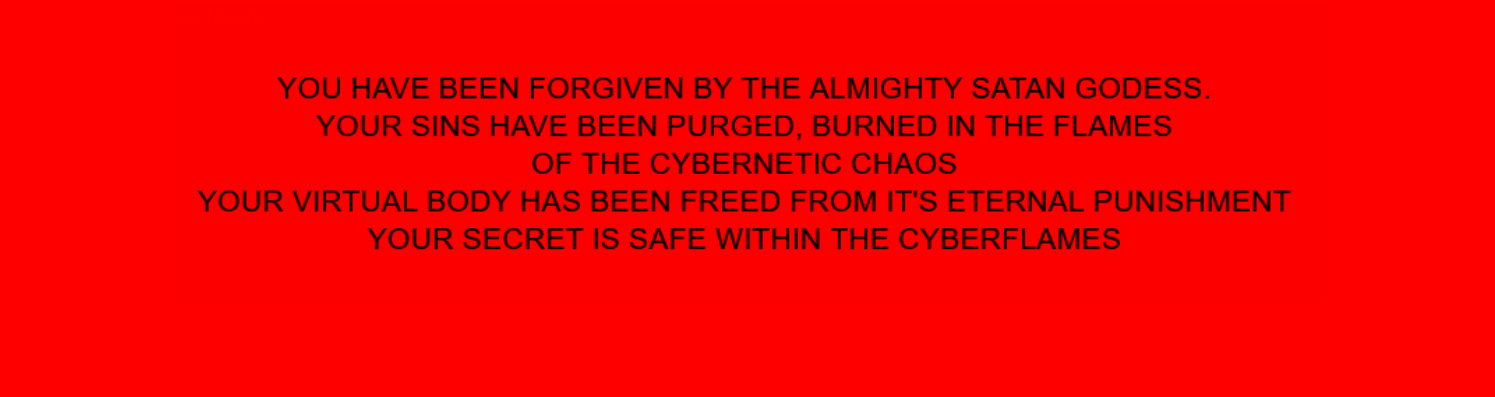 YOU HAVE BEEN FORGIVEN BY THE ALMIGHTY SATAN GODESS.
YOUR SINS HAVE BEEN PURGED, BURNED IN THE FLAMES
OF THE CYBERNETIC CHAOS
YOUR VIRTUAL BODY HAS BEEN FREED FROM IT'S ETERNAL PUNISHMENT
YOUR SECRET IS SAFE WITHIN THE CYBERFLAMES